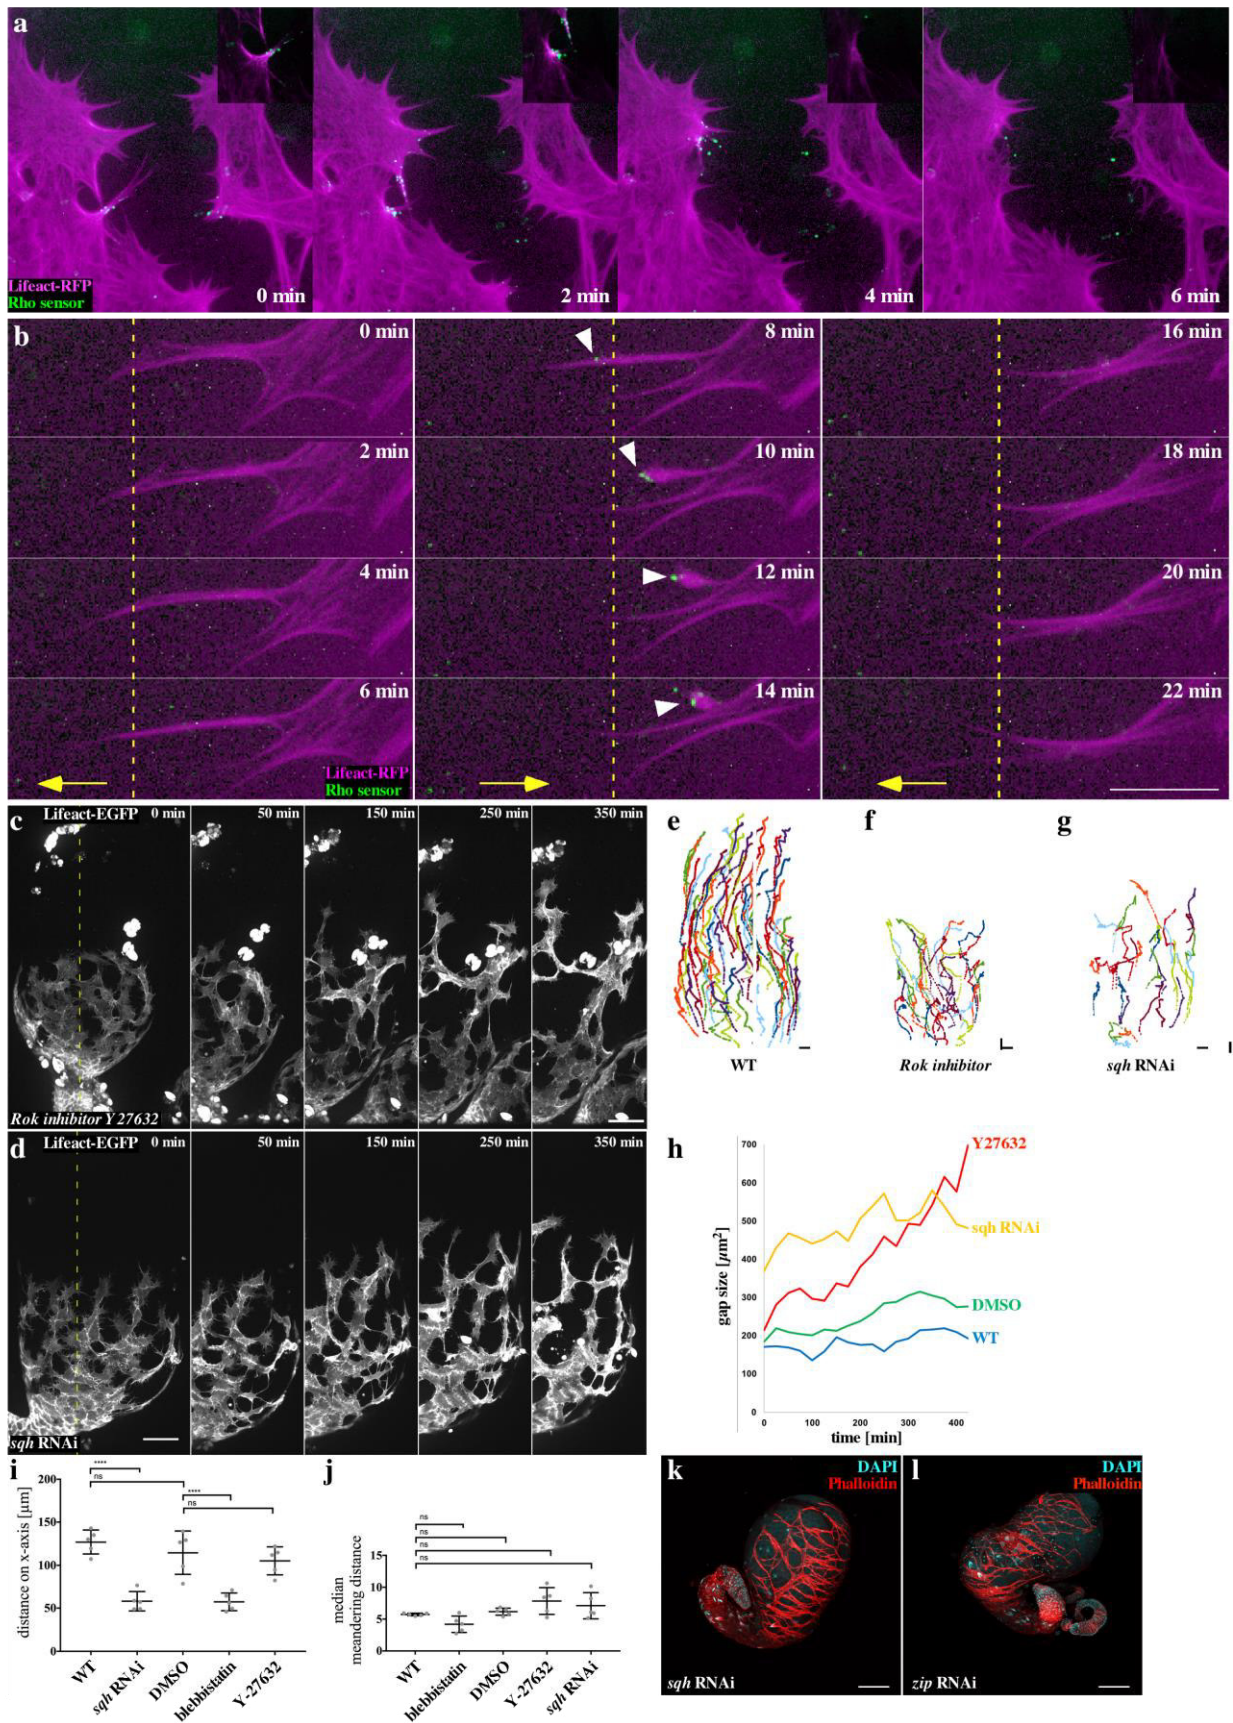 a
Lifeact-RFP
Rho sensor
0 min
2 min
4 min
6 min
b
0 min
8 min
16 min
2 min
10 min
18 min
4 min
12 min
20 min
6 min
14 min
22 min
Lifeact-RFP
Rho sensor
c
Lifeact-EGFP
0 min
50 min
150 min
250 min
350 min
Rok inhibitor Y27632
d
Lifeact-EGFP
0 min
50 min
150 min
250 min
350 min
sqh RNAi
e
f
g
WT
Rok inhibitor
sqh RNAi
h
700
600
500
400
300
200
100
0
gap size [µm²]
0
100
200
300
400
time [min]
Y27632
sqh RNAi
DMSO
WT
i
200
150
100
50
0
distance on x-axis [µm]
****
ns
****
ns
WT
sqh RNAi
DMSO
blebbistatin
Y-27632
j
15
10
5
0
median
meandering distance
ns
ns
ns
ns
WT
blebbistatin
DMSO
Y-27632
sqh RNAi
k
DAPI
Phalloidin
sqh RNAi
l
DAPI
Phalloidin
zip RNAi